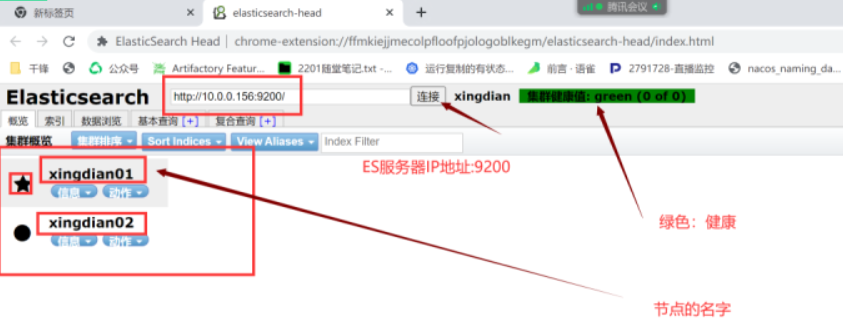 新标签页
elasticsearch-head
腾讯会议
ElasticSearch Head | chrome-extension://ffmkiejjmecolpfloofpjologoblkegm/elasticsearch-head/index.html
千锋 公众号 Artifactory Featur... 2201随堂笔记.txt -... 运行复制的有状态... 前言 · 语雀 2791728-直播监控 nacos_naming_da...
Elasticsearch http://10.0.0.156:9200/ 连接 xingdian 集群健康值: green (0 of 0)
概览 索引 数据浏览 基本查询 [+] 复合查询 [+]
集群概览 集群排序 Sort Indices View Aliases Index Filter
xingdian01
信息 动作
ES服务器IP地址:9200
xingdian02
信息 动作
绿色：健康
节点的名字